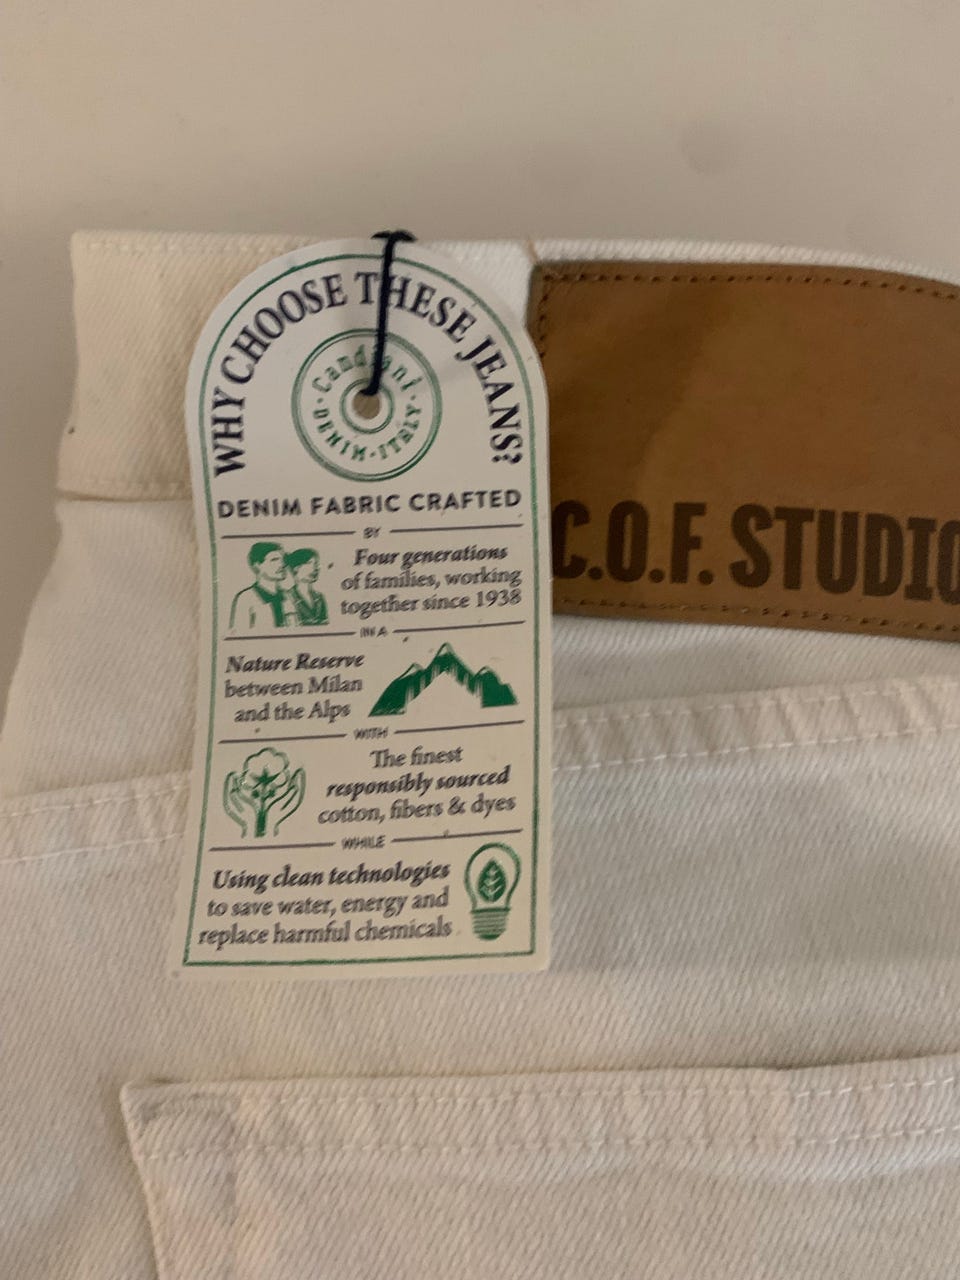 WHY CHOOSE THESE JEANS?
Candiani
DENIM·ITALY
DENIM FABRIC CRAFTED
BY
Four generations
of families, working
together since 1938
IN A
Nature Reserve
between Milan
and the Alps
WITH
The finest
responsibly sourced
cotton, fibers & dyes
WHILE
Using clean technologies
to save water, energy and
replace harmful chemicals
C.O.F. STUDIO